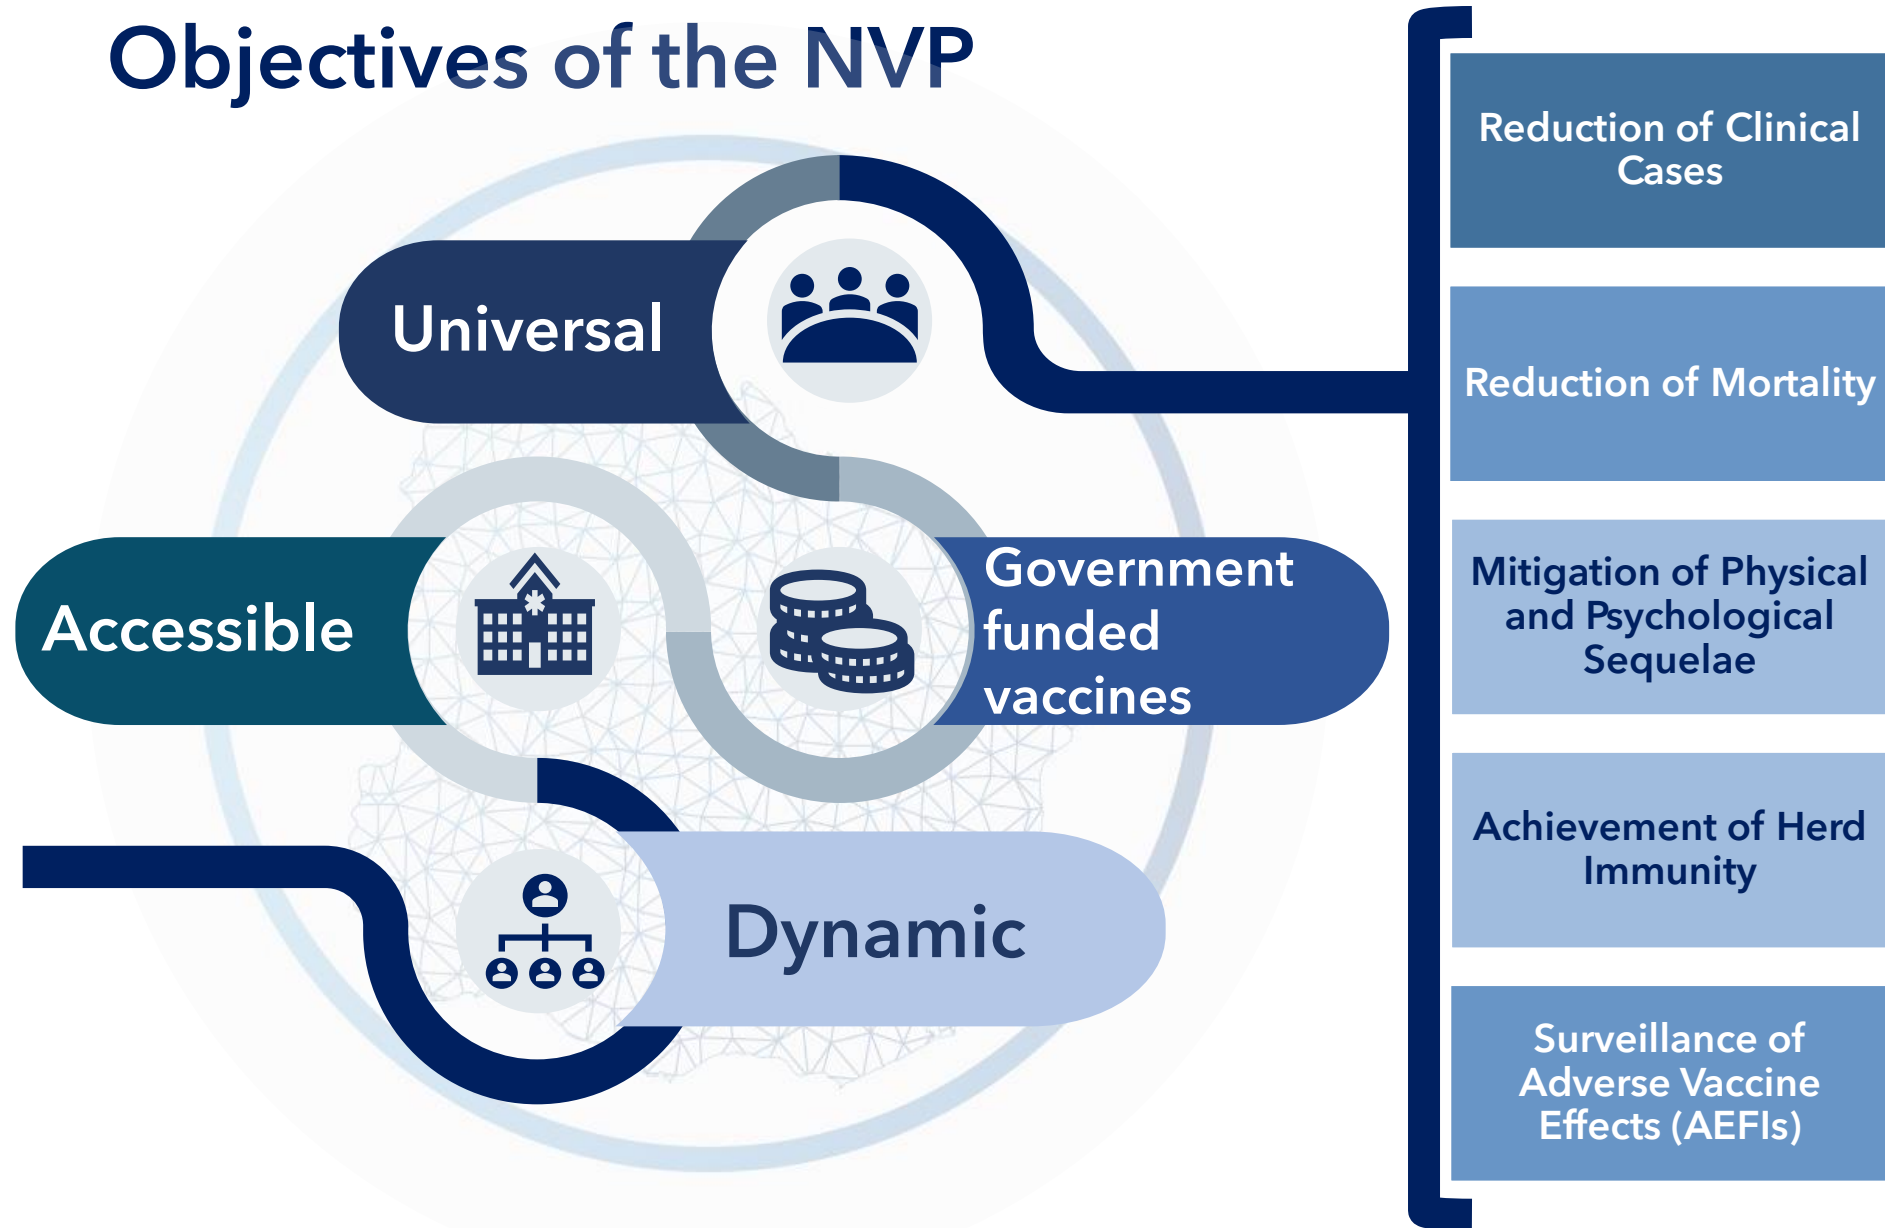 Objectives of the NVP
Universal
Accessible
Government
funded
vaccines
Dynamic
Reduction of Clinical
Cases
Reduction of Mortality
Mitigation of Physical
and Psychological
Sequelae
Achievement of Herd
Immunity
Surveillance of
Adverse Vaccine
Effects (AEFIs)